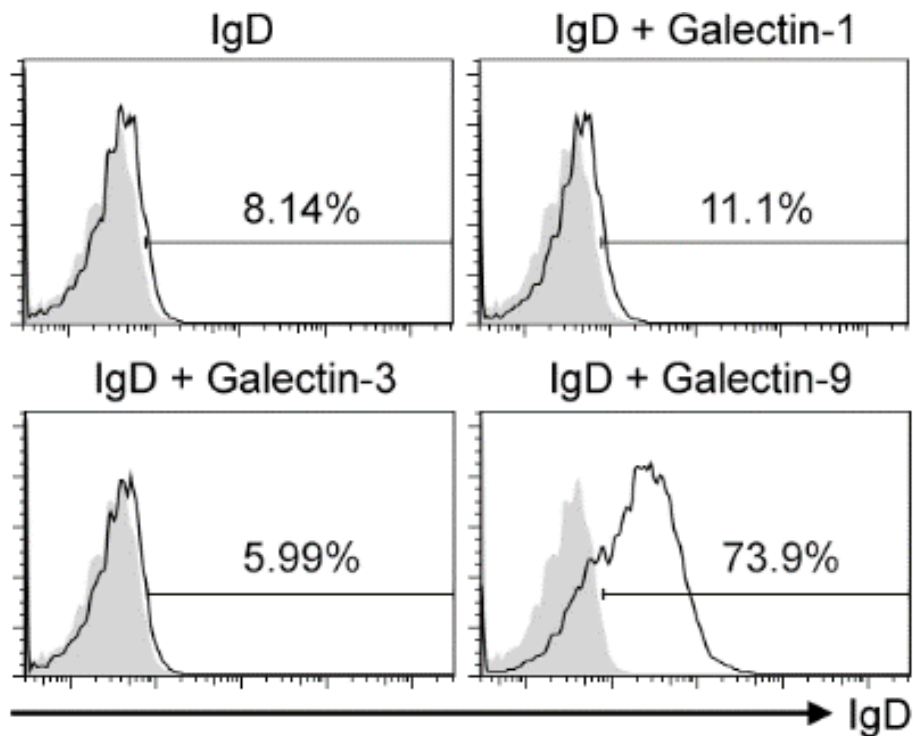 IgD
IgD + Galectin-1
8.14%
11.1%
IgD + Galectin-3
IgD + Galectin-9
5.99%
73.9%
IgD